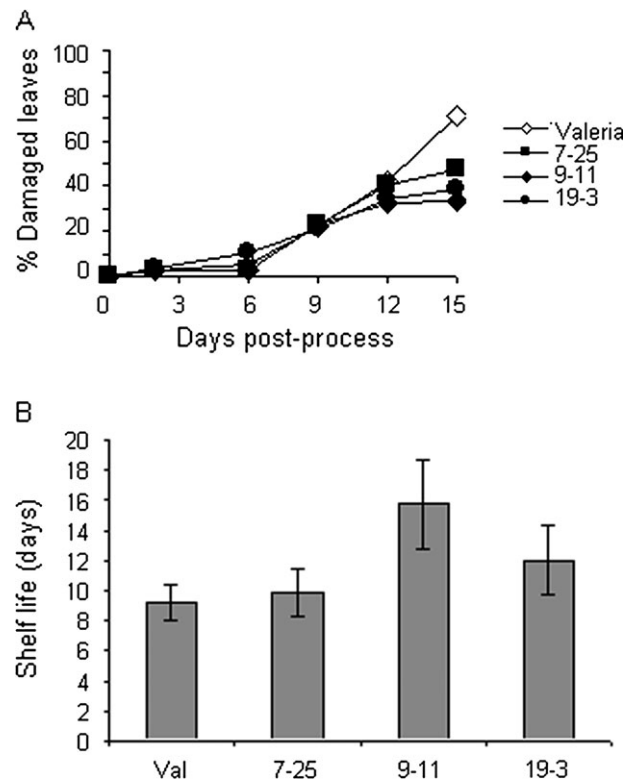 A
% Damaged leaves
100
80
60
40
20
0
0 3 6 9 12 15
Days post-process
'Valeria
7-25
9-11
19-3
B
Shelf life (days)
20
18
16
14
12
10
8
6
4
2
0
Val 7-25 9-11 19-3